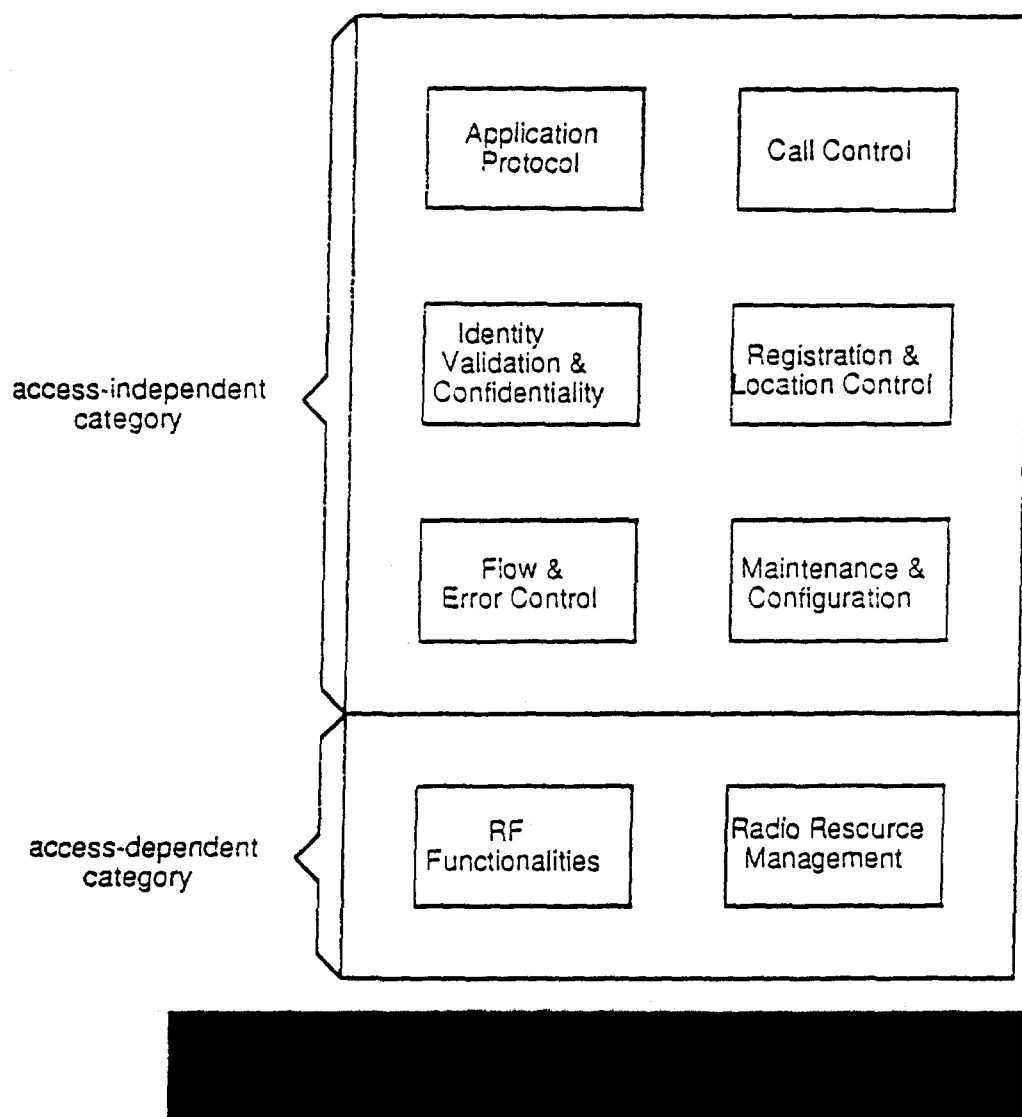 Application
Protocol
Call Control
Identity
Validation &
Confidentiality
Registration &
Location Control
access-independent
category
Flow &
Error Control
Maintenance &
Configuration
RF
Functionalities
Radio Resource
Management
access-dependent
category